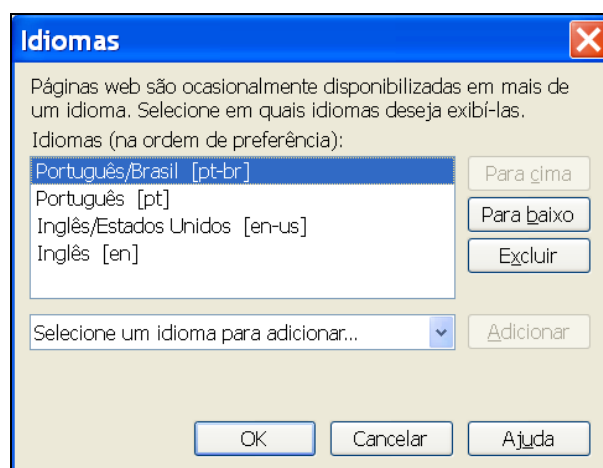 Idiomas
Páginas web são ocasionalmente disponibilizadas em mais de
um idioma. Selecione em quais idiomas deseja exibí-las.
Idiomas (na ordem de preferência):
Português/Brasil [pt-br]
Português [pt]
Inglês/Estados Unidos [en-us]
Inglês [en]
Para cima
Para baixo
Excluir
Selecione um idioma para adicionar...
Adicionar
OK
Cancelar
Ajuda